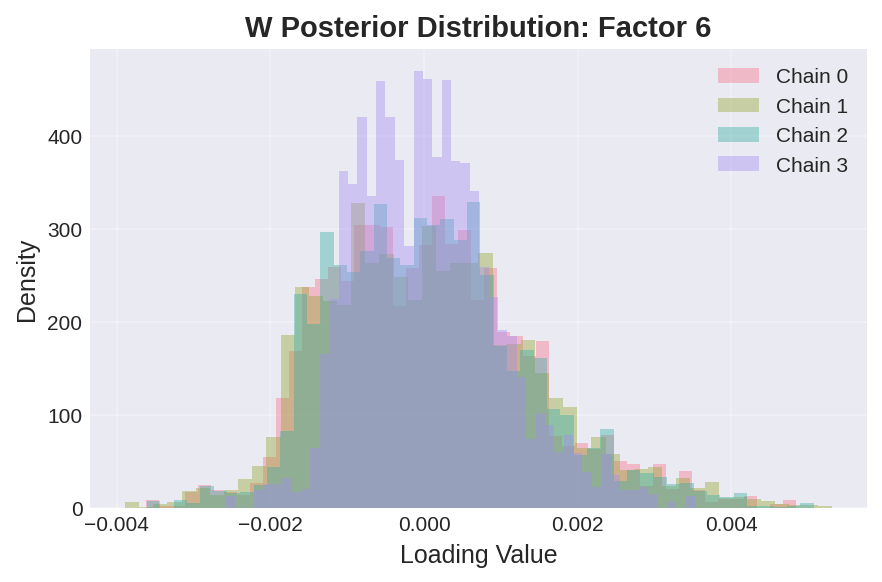 W Posterior Distribution: Factor 6
Chain 0
Chain 1
Chain 2
Chain 3
400
300
200
100
0
Density
−0.004 −0.002 0.000 0.002 0.004
Loading Value